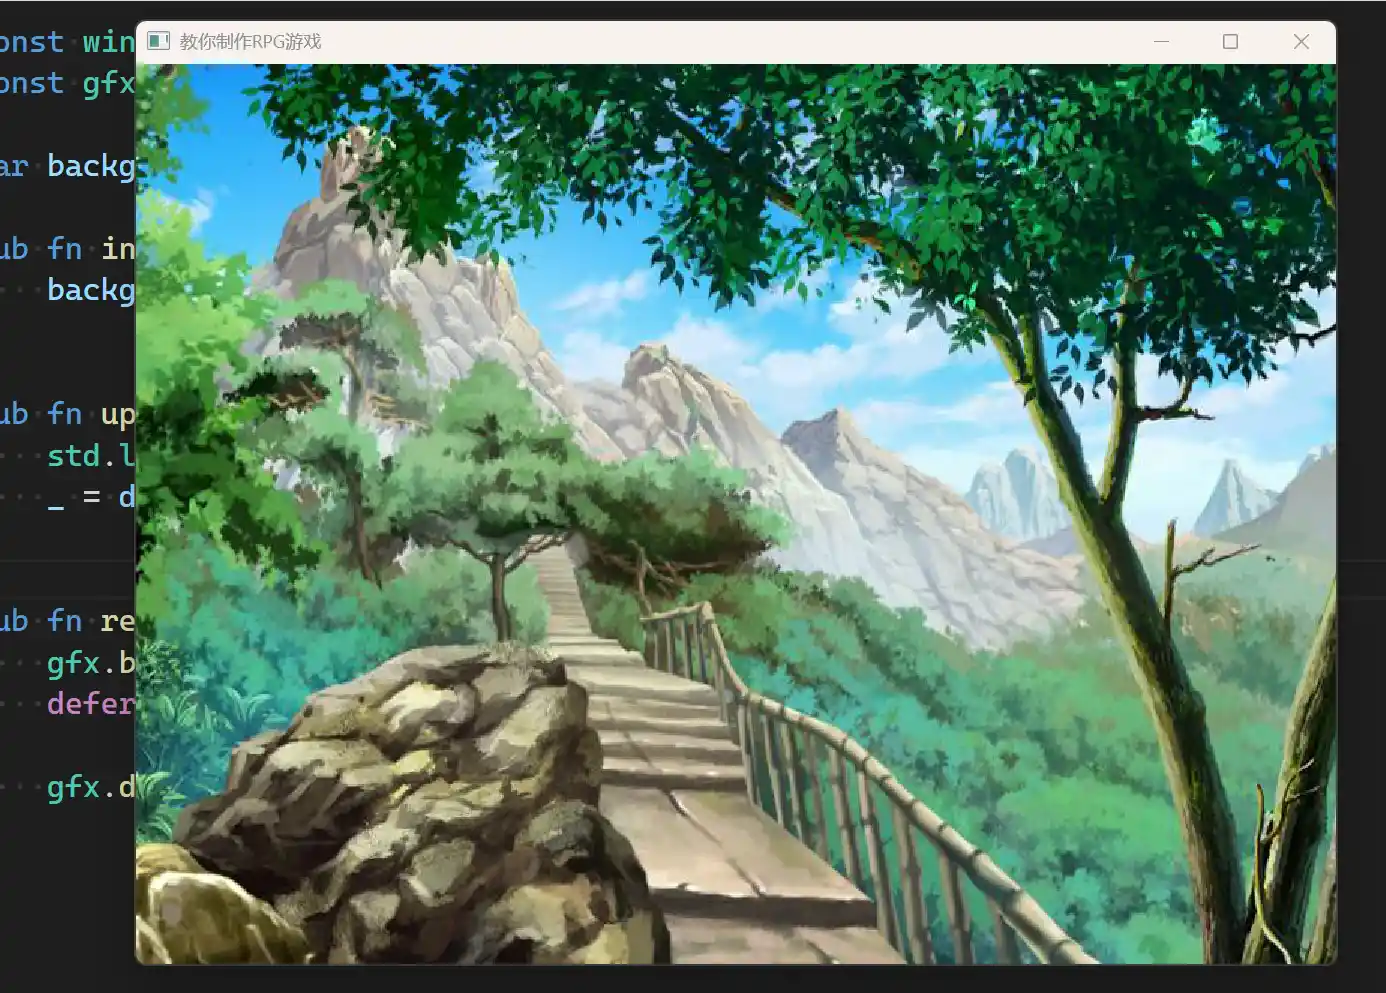 教你制作RPG游戏
onst win
onst gfx
ar backg
ub fn in
backg
ub fn up
std.l
_ = d
ub fn re
gfx.b
defer
gfx.d